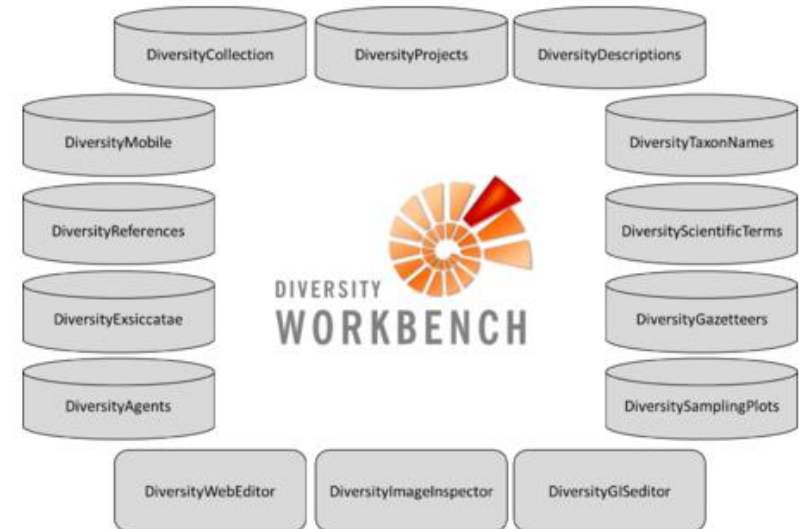 DiversityCollection
DiversityProjects
DiversityDescriptions
DiversityMobile
DiversityTaxonNames
DiversityReferences
DiversityScientificTerms
DiversityExsiccatae
DIVERSITY
WORKBENCH
DiversityGazetteers
DiversityAgents
DiversitySamplingPlots
DiversityWebEditor
DiversityImageInspector
DiversityGISeditor